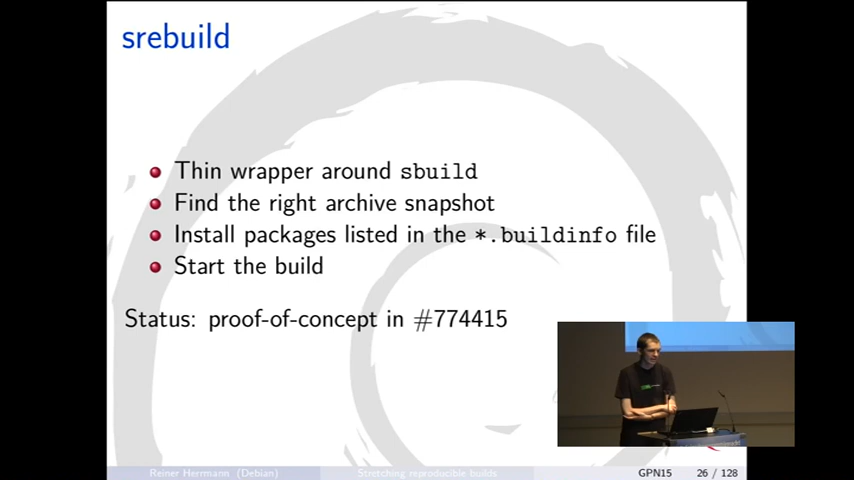 srebuild
Thin wrapper around sbuild
Find the right archive snapshot
Install packages listed in the *.buildinfo file
Start the build
Status: proof-of-concept in #774415
Reiner Herrmann (Debian)
Stretching reproducible builds
GPN15
26 / 128